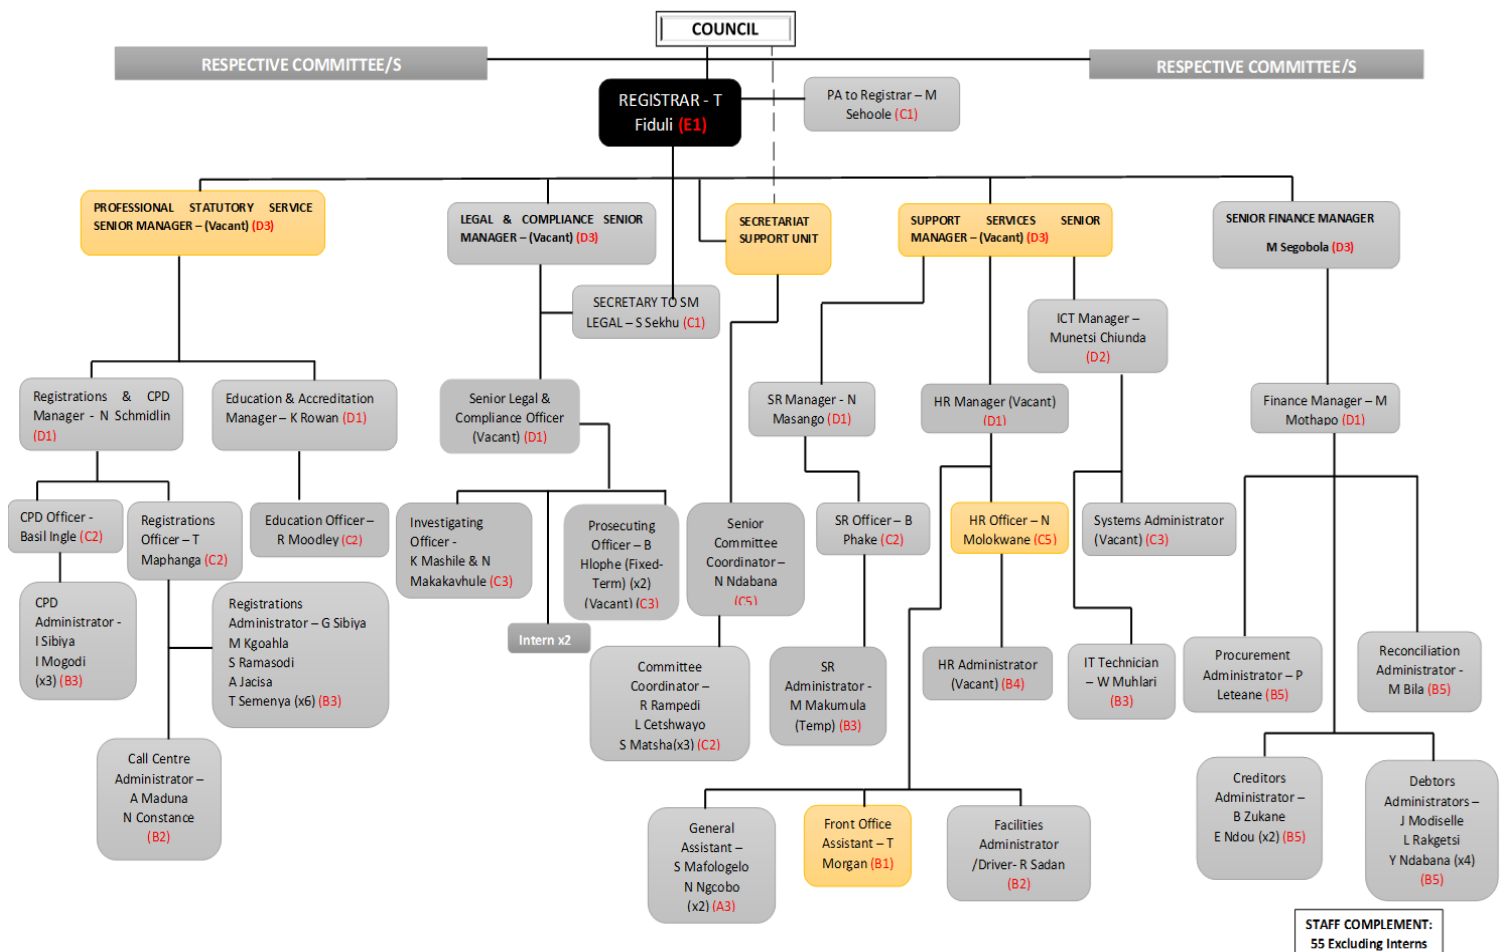 COUNCIL
RESPECTIVE COMMITTEE/S
RESPECTIVE COMMITTEE/S
REGISTRAR - T
Fiduli (E1)
PA to Registrar – M
Sehoole (C1)
PROFESSIONAL STATUTORY SERVICE
SENIOR MANAGER – (Vacant) (D3)
LEGAL & COMPLIANCE SENIOR
MANAGER – (Vacant) (D3)
SECRETARIAT
SUPPORT UNIT
SUPPORT SERVICES SENIOR
MANAGER – (Vacant) (D3)
SENIOR FINANCE MANAGER
M Segobola (D3)
SECRETARY TO SM
LEGAL – S Sekhu (C1)
ICT Manager –
Munetsi Chiunda
(D2)
Registrations & CPD
Manager - N Schmidlin
(D1)
Education & Accreditation
Manager – K Rowan (D1)
Senior Legal &
Compliance Officer
(Vacant) (D1)
SR Manager - N
Masango (D1)
HR Manager (Vacant)
(D1)
Finance Manager – M
Mothapo (D1)
CPD Officer -
Basil Ingle (C2)
Registrations
Officer – T
Maphanga (C2)
Education Officer –
R Moodley (C2)
Investigating
Officer -
K Mashile & N
Makakavhule (C3)
Prosecuting
Officer – B
Hlophe (Fixed-
Term) (x2)
(Vacant) (C3)
Senior
Committee
Coordinator –
N Ndabana
(C5)
SR Officer – B
Phake (C2)
HR Officer – N
Molokwane (C5)
Systems Administrator
(Vacant) (C3)
CPD
Administrator -
I Sibiya
I Mogodi
(x3) (B3)
Registrations
Administrator – G Sibiya
M Kgoahla
S Ramasodi
A Jacisa
T Semenya (x6) (B3)
Intern x2
Committee
Coordinator –
R Rampedi
L Cetshwayo
S Matsha(x3) (C2)
SR
Administrator -
M Makumula
(Temp) (B3)
HR Administrator
(Vacant) (B4)
IT Technician
– W Muhlari
(B3)
Procurement
Administrator – P
Leteane (B5)
Reconciliation
Administrator -
M Bila (B5)
Call Centre
Administrator –
A Maduna
N Constance
(B2)
General
Assistant –
S Mafologelo
N Ngcobo
(x2) (A3)
Front Office
Assistant – T
Morgan (B1)
Facilities
Administrator
/Driver- R Sadan
(B2)
Creditors
Administrator –
B Zukane
E Ndou (x2) (B5)
Debtors
Administrators –
J Modiselle
L Rakgetsi
Y Ndabana (x4)
(B5)
STAFF COMPLEMENT:
55 Excluding Interns